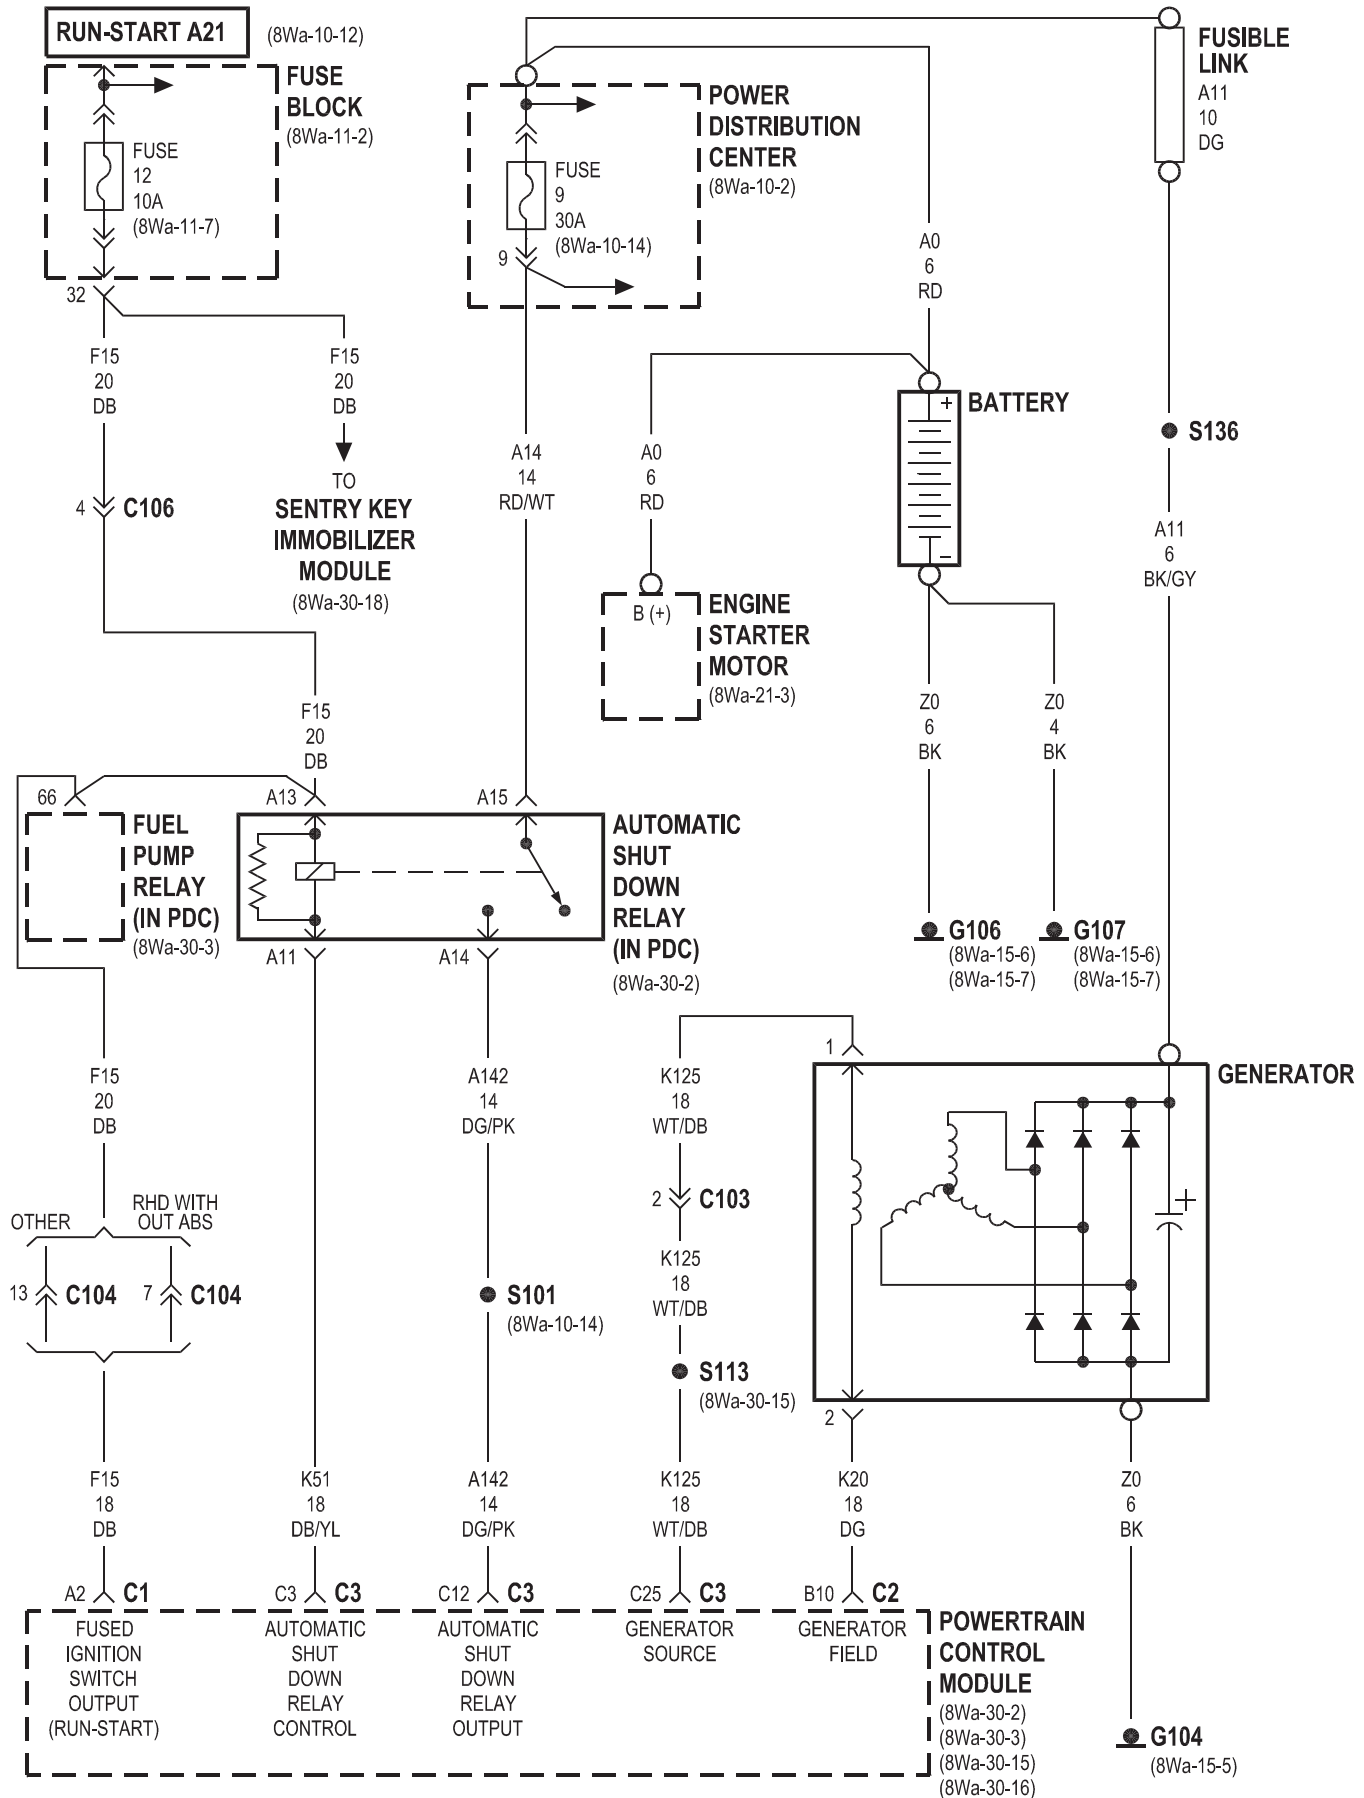 RUN-START A21
(8Wa-10-12)
FUSE
BLOCK
(8Wa-11-2)
FUSE
12
10A
(8Wa-11-7)
32
F15
20
DB
F15
20
DB
TO
SENTRY KEY
IMMOBILIZER
MODULE
(8Wa-30-18)
4
C106
F15
20
DB
POWER
DISTRIBUTION
CENTER
(8Wa-10-2)
FUSE
9
30A
(8Wa-10-14)
9
A14
14
RD/WT
FUSIBLE
LINK
A11
10
DG
A0
6
RD
A0
6
RD
BATTERY
+
–
S136
A11
6
BK/GY
B (+)
ENGINE
STARTER
MOTOR
(8Wa-21-3)
Z0
6
BK
Z0
4
BK
G106
(8Wa-15-6)
(8Wa-15-7)
G107
(8Wa-15-6)
(8Wa-15-7)
66
FUEL
PUMP
RELAY
(IN PDC)
(8Wa-30-3)
A13
A15
AUTOMATIC
SHUT
DOWN
RELAY
(IN PDC)
(8Wa-30-2)
A11
A14
F15
20
DB
A142
14
DG/PK
K125
18
WT/DB
1
GENERATOR
+
2
2
C103
K125
18
WT/DB
OTHER
RHD WITH
OUT ABS
13
C104
7
C104
S101
(8Wa-10-14)
S113
(8Wa-30-15)
F15
18
DB
K51
18
DB/YL
A142
14
DG/PK
K125
18
WT/DB
K20
18
DG
Z0
6
BK
A2
C1
C3
C3
C12
C3
C25
C3
B10
C2
FUSED
IGNITION
SWITCH
OUTPUT
(RUN-START)
AUTOMATIC
SHUT
DOWN
RELAY
CONTROL
AUTOMATIC
SHUT
DOWN
RELAY
OUTPUT
GENERATOR
SOURCE
GENERATOR
FIELD
POWERTRAIN
CONTROL
MODULE
(8Wa-30-2)
(8Wa-30-3)
(8Wa-30-15)
(8Wa-30-16)
G104
(8Wa-15-5)